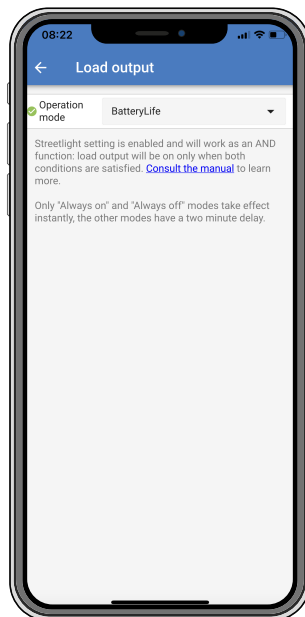 08:22
Load output
Operation
mode
BatteryLife
Streetlight setting is enabled and will work as an AND
function: load output will be on only when both
conditions are satisfied. Consult the manual to learn
more.
Only "Always on" and "Always off" modes take effect
instantly, the other modes have a two minute delay.